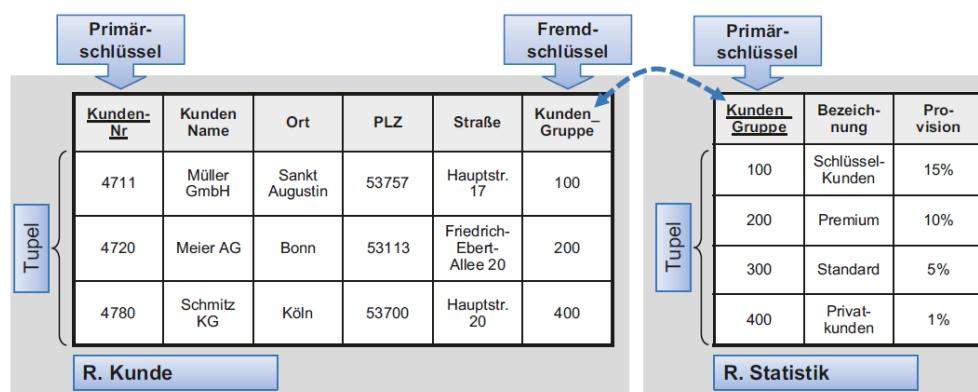 Primär-
schlüssel
Fremd-
schlüssel
Primär-
schlüssel
Kunden-
Nr
Kunden
Name
Ort
PLZ
Straße
Kunden_
Gruppe
4711
Müller
GmbH
Sankt
Augustin
53757
Hauptstr.
17
100
4720
Meier AG
Bonn
53113
Friedrich-
Ebert-
Allee 20
200
4780
Schmitz
KG
Köln
53700
Hauptstr.
20
400
Tupel
R. Kunde
Kunden_
Gruppe
Bezeich-
nung
Pro-
vision
100
Schlüssel-
Kunden
15%
200
Premium
10%
300
Standard
5%
400
Privat-
kunden
1%
Tupel
R. Statistik